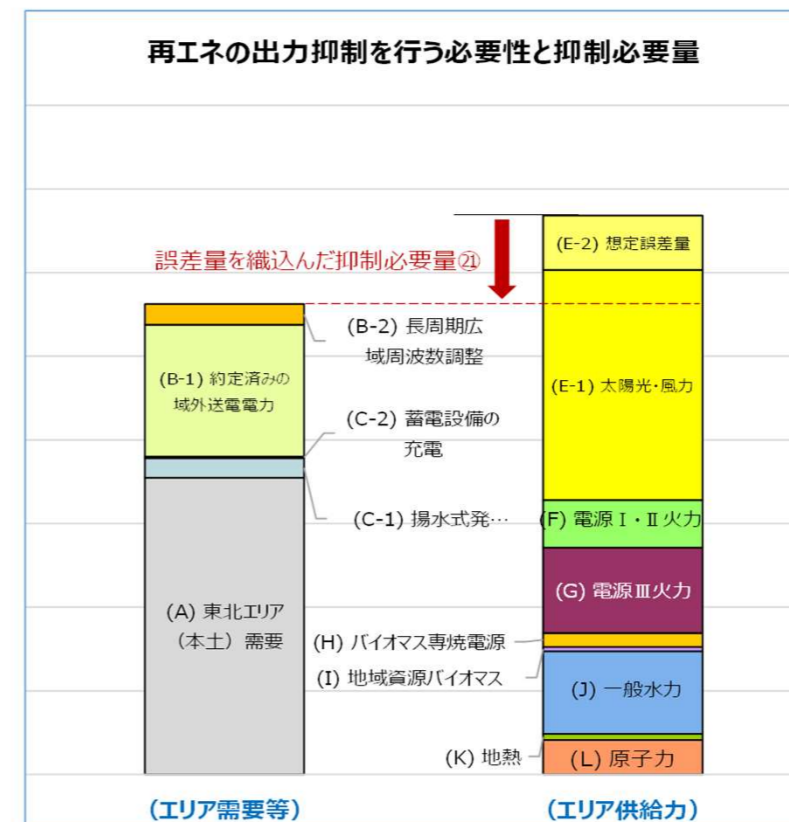 再エネの出力抑制を行う必要性と抑制必要量
誤差量を織込んだ抑制必要量㉑
(E-2) 想定誤差量
(B-2) 長周期広
域周波数調整
(B-1) 約定済みの
域外送電電力
(E-1) 太陽光・風力
(C-2) 蓄電設備の
充電
(C-1) 揚水式発…
(F) 電源Ⅰ・Ⅱ火力
(G) 電源Ⅲ火力
(A) 東北エリア
（本土）需要
(H) バイオマス専焼電源
(I) 地域資源バイオマス
(J) 一般水力
(K) 地熱
(L) 原子力
(エリア需要等)
(エリア供給力)